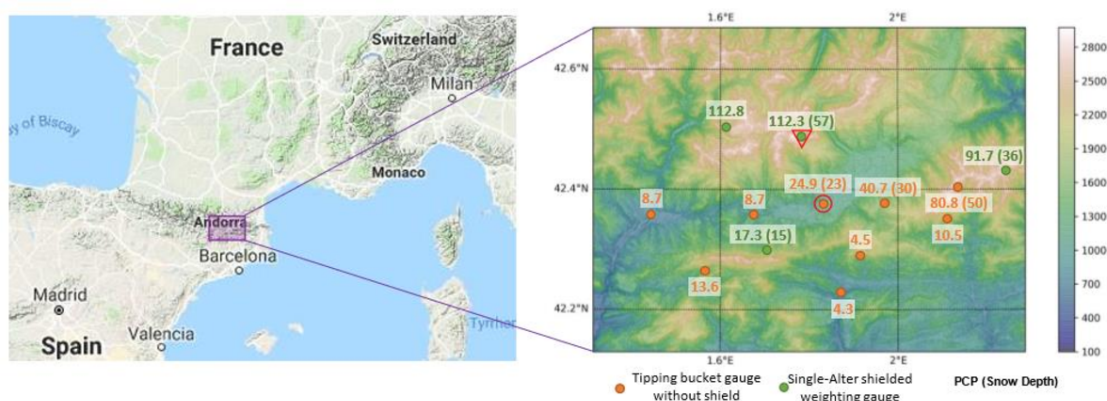 France
Switzerland
Milan
ay of Biscay
Monaco
Andorra
Barcelona
Madrid
Valencia
Spain
Tyrrhen
1.6°E
2°E
42.6°N
42.4°N
42.2°N
112.8
112.3 (57)
91.7 (36)
24.9 (23)
40.7 (30)
8.7
8.7
80.8 (50)
17.3 (15)
10.5
4.5
13.6
4.3
1.6°E
2°E
2800
2500
2200
1900
1600
1300
1000
700
400
100
Tipping bucket gauge
without shield
Single-Alter shielded
weighting gauge
PCP (Snow Depth)